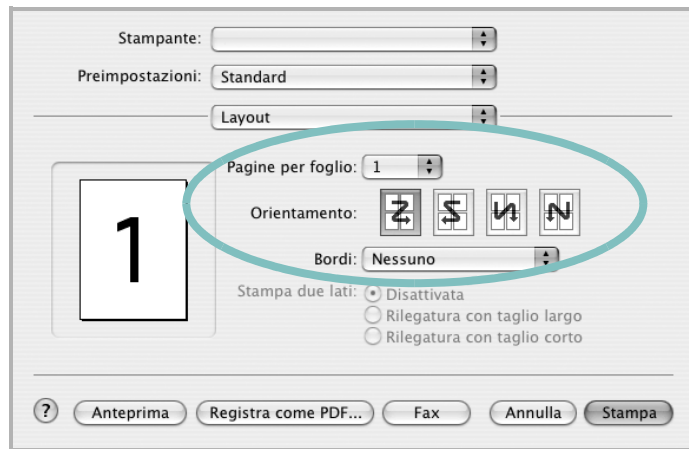 Stampante:
Preimpostazioni: Standard
Layout
Pagine per foglio: 1
1
Orientamento:
Bordi: Nessuno
Stampa due lati: Disattivata
Rilegatura con taglio largo
Rilegatura con taglio corto
? Anteprima Registra come PDF... Fax Annulla Stampa